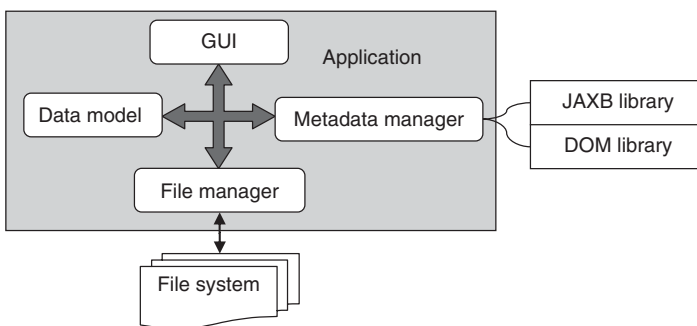 GUI
Application
Data model
Metadata manager
JAXB library
DOM library
File manager
File system